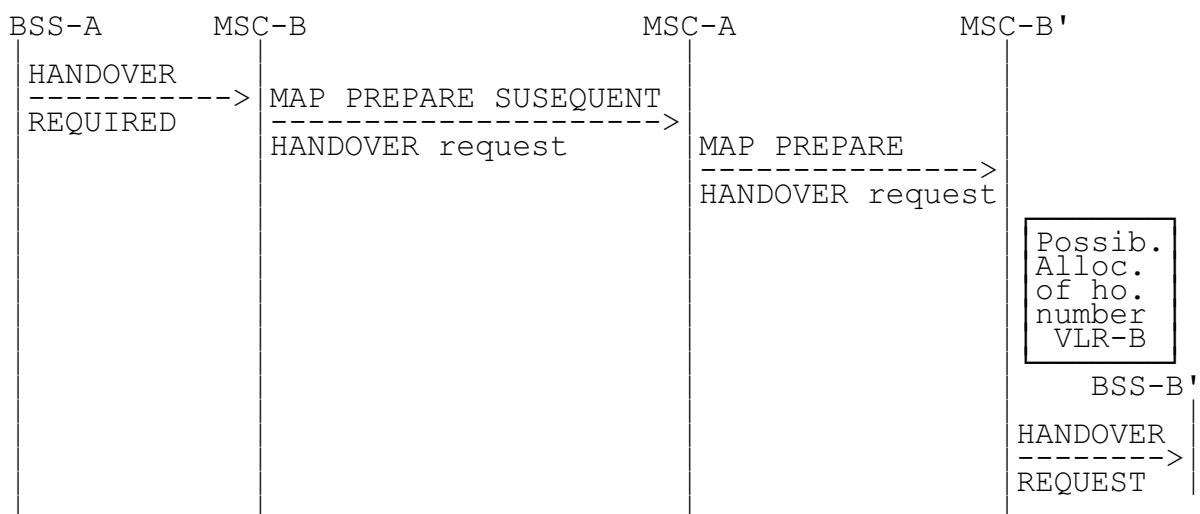 BSS-A MSC-B MSC-A MSC-B'
HANDOVER
----------->
REQUIRED
MAP PREPARE SUSEQUENT
--------------------->
HANDOVER request
MAP PREPARE
--------------->
HANDOVER request
Possib.
Alloc.
of ho.
number
VLR-B
BSS-B'
HANDOVER
-------->
REQUEST